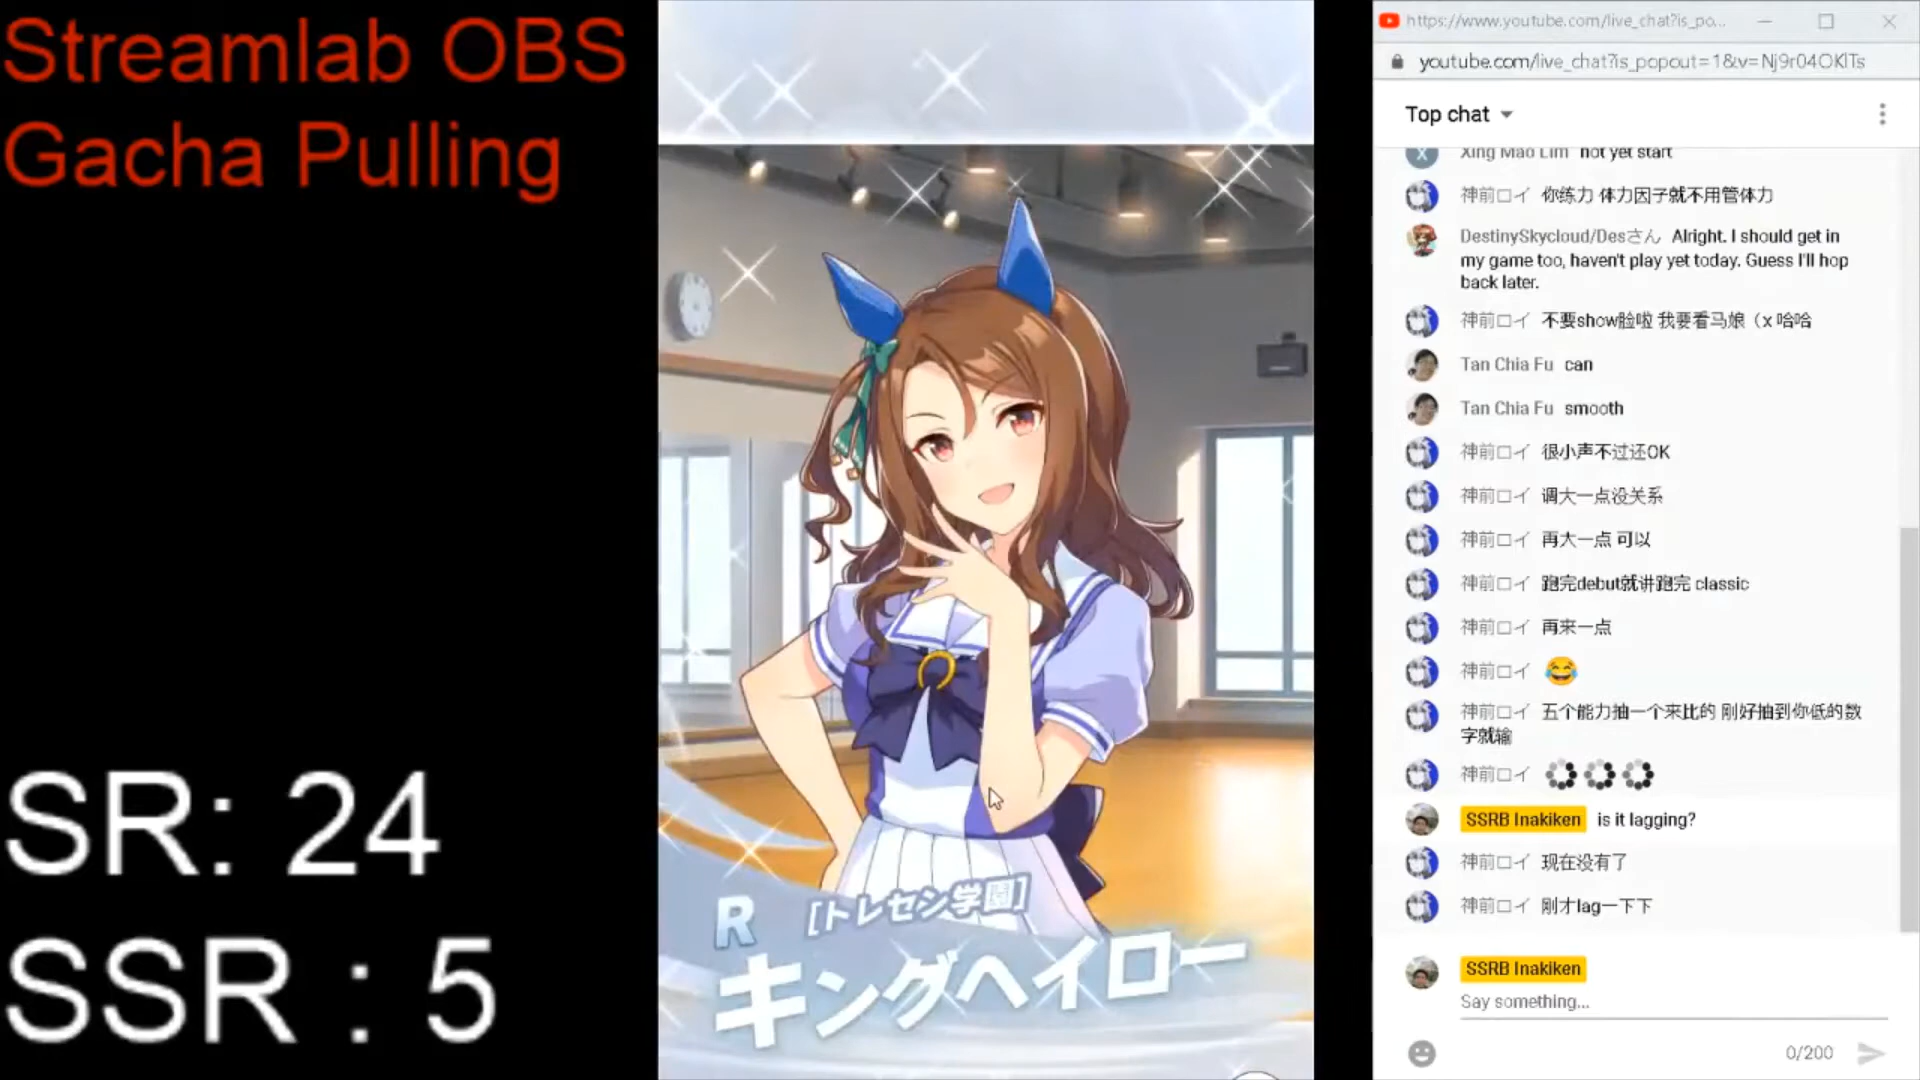 Streamlab OBS
Gacha Pulling
SR: 24
SSR : 5
R [トレセン学園]
キングヘイロー
https://www.youtube.com/live_chat?is_po...
youtube.com/live_chat?is_popout=1&v=Nj9r04OKlTs
Top chat
Xing Mao Lim not yet start
神前ロイ 你练力 体力因子就不用管体力
DestinySkycloud/Desさん Alright. I should get in
my game too, haven't play yet today. Guess I'll hop
back later.
神前ロイ 不要show脸啦 我要看马娘（x 哈哈
Tan Chia Fu can
Tan Chia Fu smooth
神前ロイ 很小声不过还OK
神前ロイ 调大一点没关系
神前ロイ 再大一点 可以
神前ロイ 跑完debut就讲跑完 classic
神前ロイ 再来一点
神前ロイ 😂
神前ロイ 五个能力抽一个来比的 刚好抽到你低的数
字就输
神前ロイ
SSRB Inakiken is it lagging?
神前ロイ 现在没有了
神前ロイ 刚才lag一下下
SSRB Inakiken
Say something...
0/200